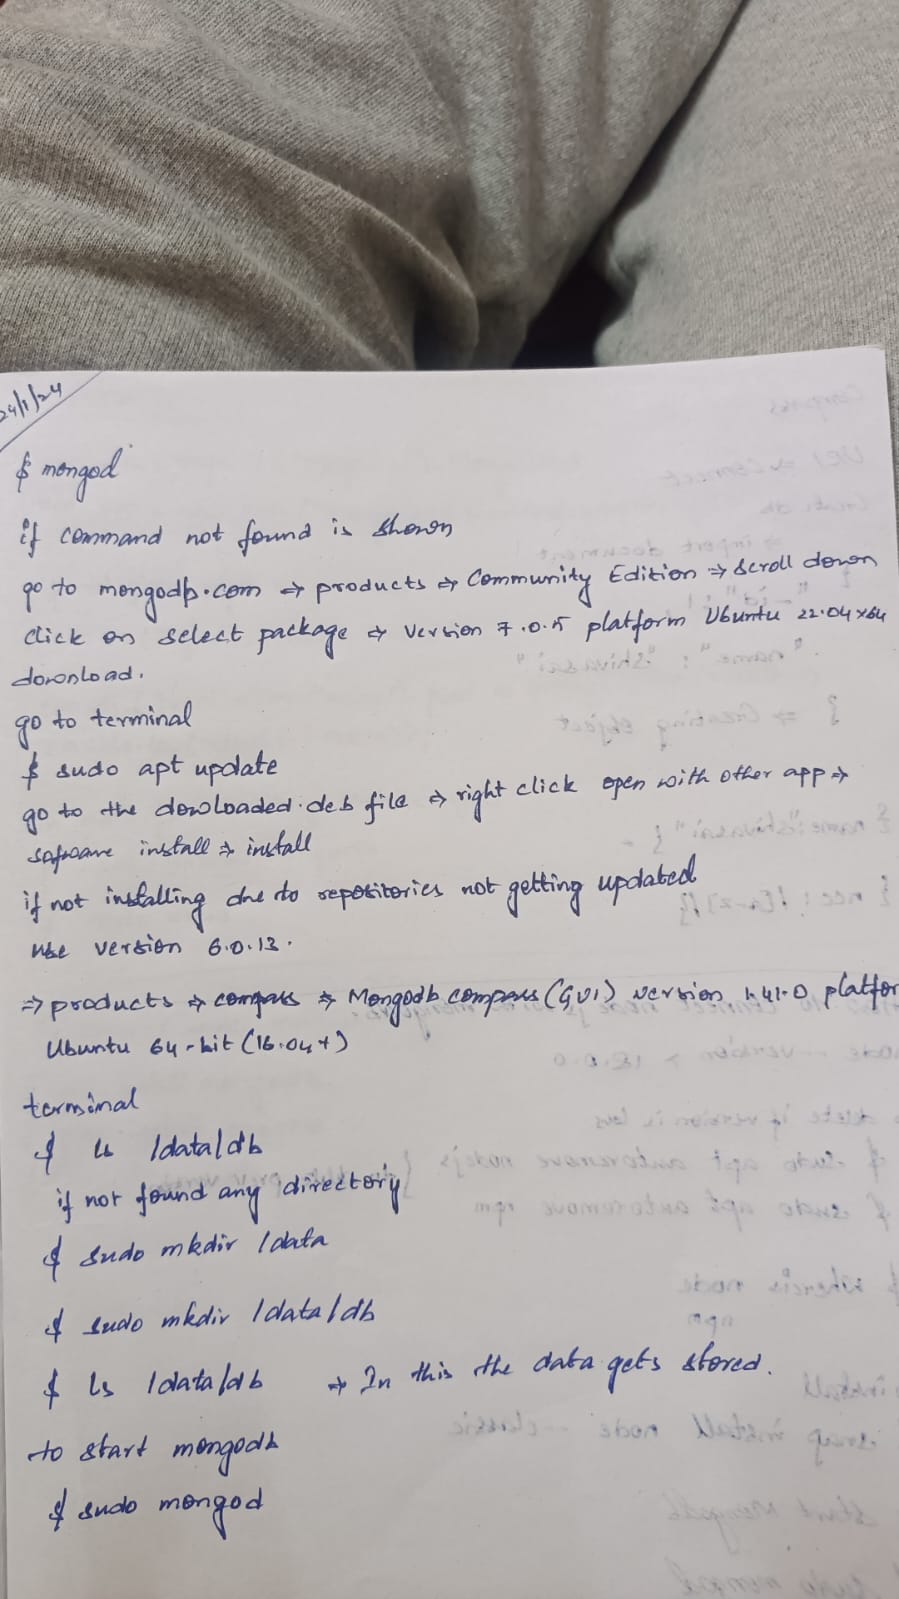 24/1/24
$ mongod
if command not found is shown
go to mongodb.com ⇒ products ⇒ Community Edition ⇒ scroll down
click on select package ⇒ version 7.0.5 platform Ubuntu 22.04 x64
download.
go to terminal
$ sudo apt update
go to the dowloaded .deb file ⇒ right click open with other app ⇒
sofware install ⇒ install
if not installing due to repositories not getting updated
use version 6.0.13.
⇒ products ⇒ compass ⇒ Mongodb compass (GUI) version 1.41.0 platfor
Ubuntu 64-bit (16.04+)
terminal
$ ls /data/db
if not found any directory
$ sudo mkdir /data
$ sudo mkdir /data/db
$ ls /data/db ⇒ In this the data gets stored.
to start mongodb
$ sudo mongod